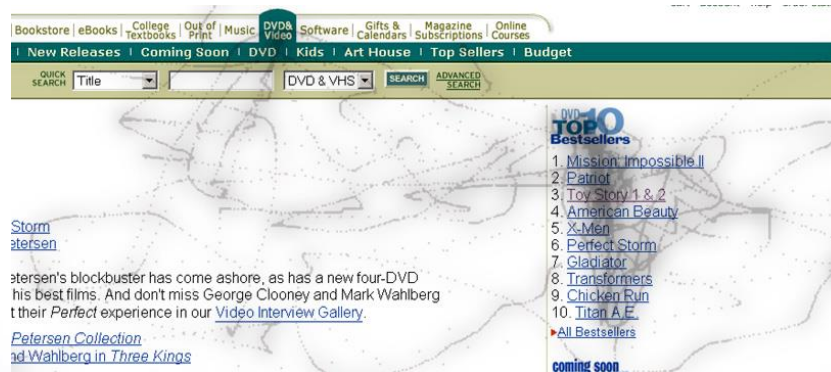 Bookstore | eBooks | College Textbooks | Out of Print | Music | DVD& Video | Software | Gifts & Calendars | Magazine Subscriptions | Online Courses
New Releases | Coming Soon | DVD | Kids | Art House | Top Sellers | Budget
QUICK SEARCH Title DVD & VHS SEARCH ADVANCED SEARCH
DVD
TOP 10
Bestsellers
1. Mission: Impossible II
2. Patriot
3. Toy Story 1 & 2
4. American Beauty
5. X-Men
6. Perfect Storm
7. Gladiator
8. Transformers
9. Chicken Run
10. Titan A.E.
All Bestsellers
coming soon
Storm
etersen
etersen's blockbuster has come ashore, as has a new four-DVD
his best films. And don't miss George Clooney and Mark Wahlberg
t their Perfect experience in our Video Interview Gallery.
Petersen Collection
nd Wahlberg in Three Kings